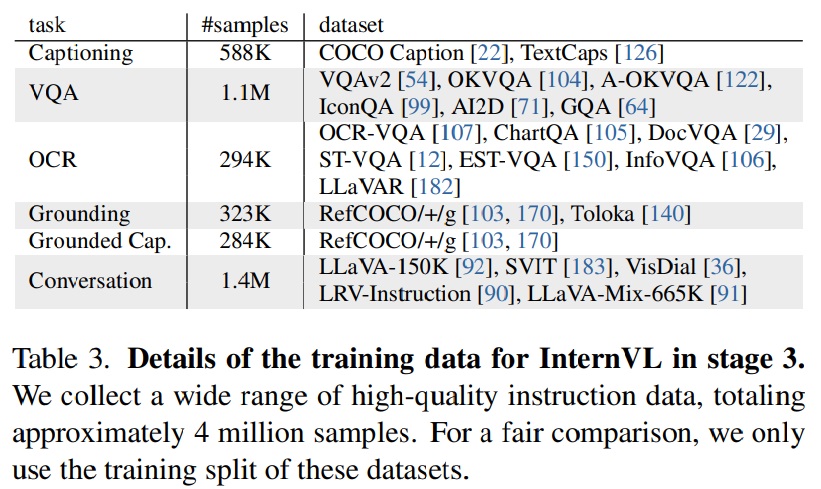 task #samples dataset
Captioning 588K COCO Caption [22], TextCaps [126]
VQA 1.1M VQAv2 [54], OKVQA [104], A-OKVQA [122],
IconQA [99], AI2D [71], GQA [64]
OCR 294K OCR-VQA [107], ChartQA [105], DocVQA [29],
ST-VQA [12], EST-VQA [150], InfoVQA [106],
LLaVAR [182]
Grounding 323K RefCOCO/+/g [103, 170], Toloka [140]
Grounded Cap. 284K RefCOCO/+/g [103, 170]
Conversation 1.4M LLaVA-150K [92], SVIT [183], VisDial [36],
LRV-Instruction [90], LLaVA-Mix-665K [91]
Table 3. Details of the training data for InternVL in stage 3.
We collect a wide range of high-quality instruction data, totaling
approximately 4 million samples. For a fair comparison, we only
use the training split of these datasets.